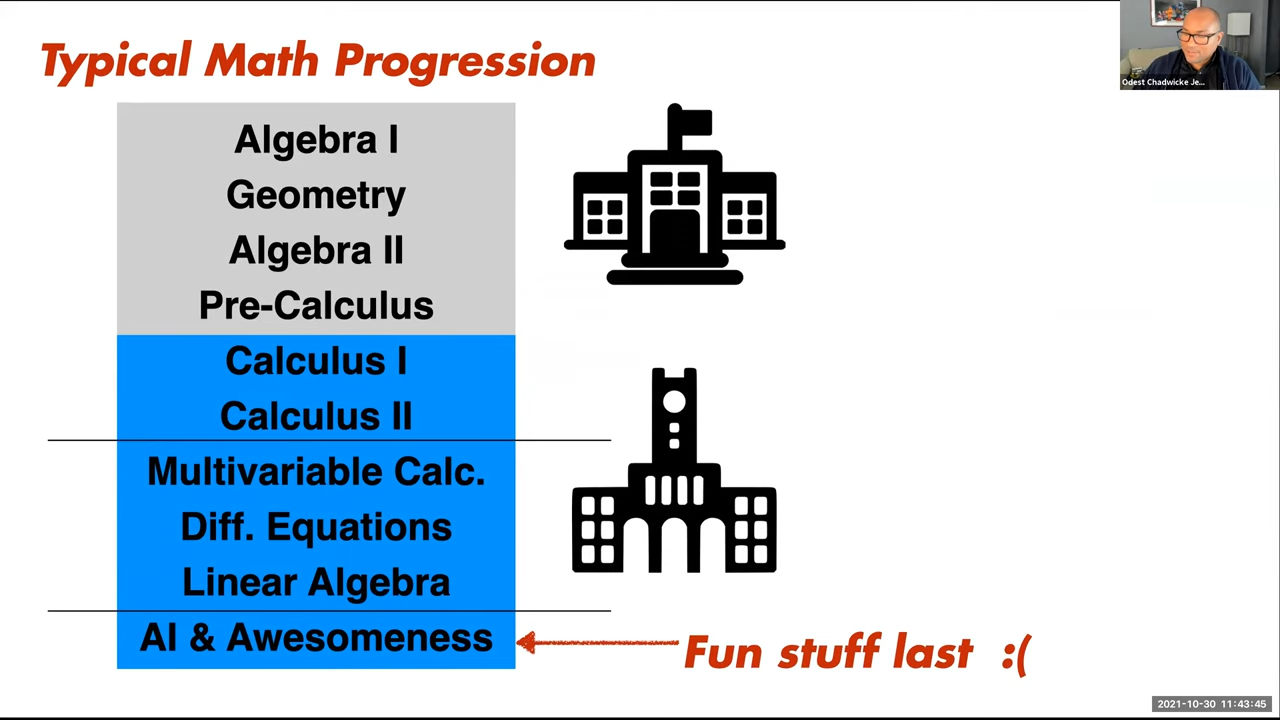 Typical Math Progression
Odest Chadwicke Je...
Algebra I
Geometry
Algebra II
Pre-Calculus
Calculus I
Calculus II
Multivariable Calc.
Diff. Equations
Linear Algebra
AI & Awesomeness
Fun stuff last :(
2021-10-30 11:43:45